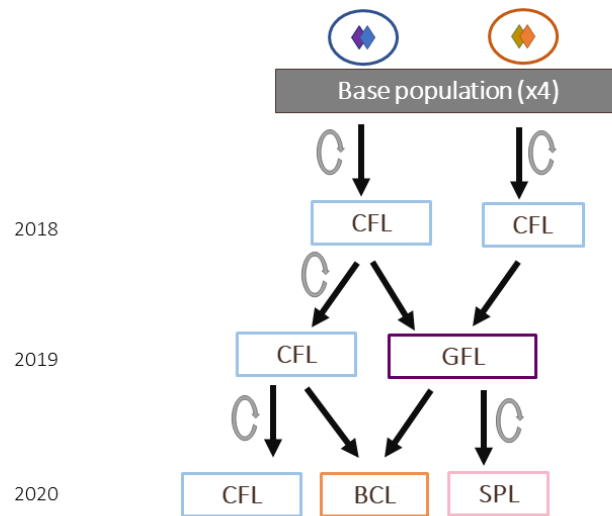 Base population (x4)
2018
CFL
CFL
2019
CFL
GFL
2020
CFL
BCL
SPL